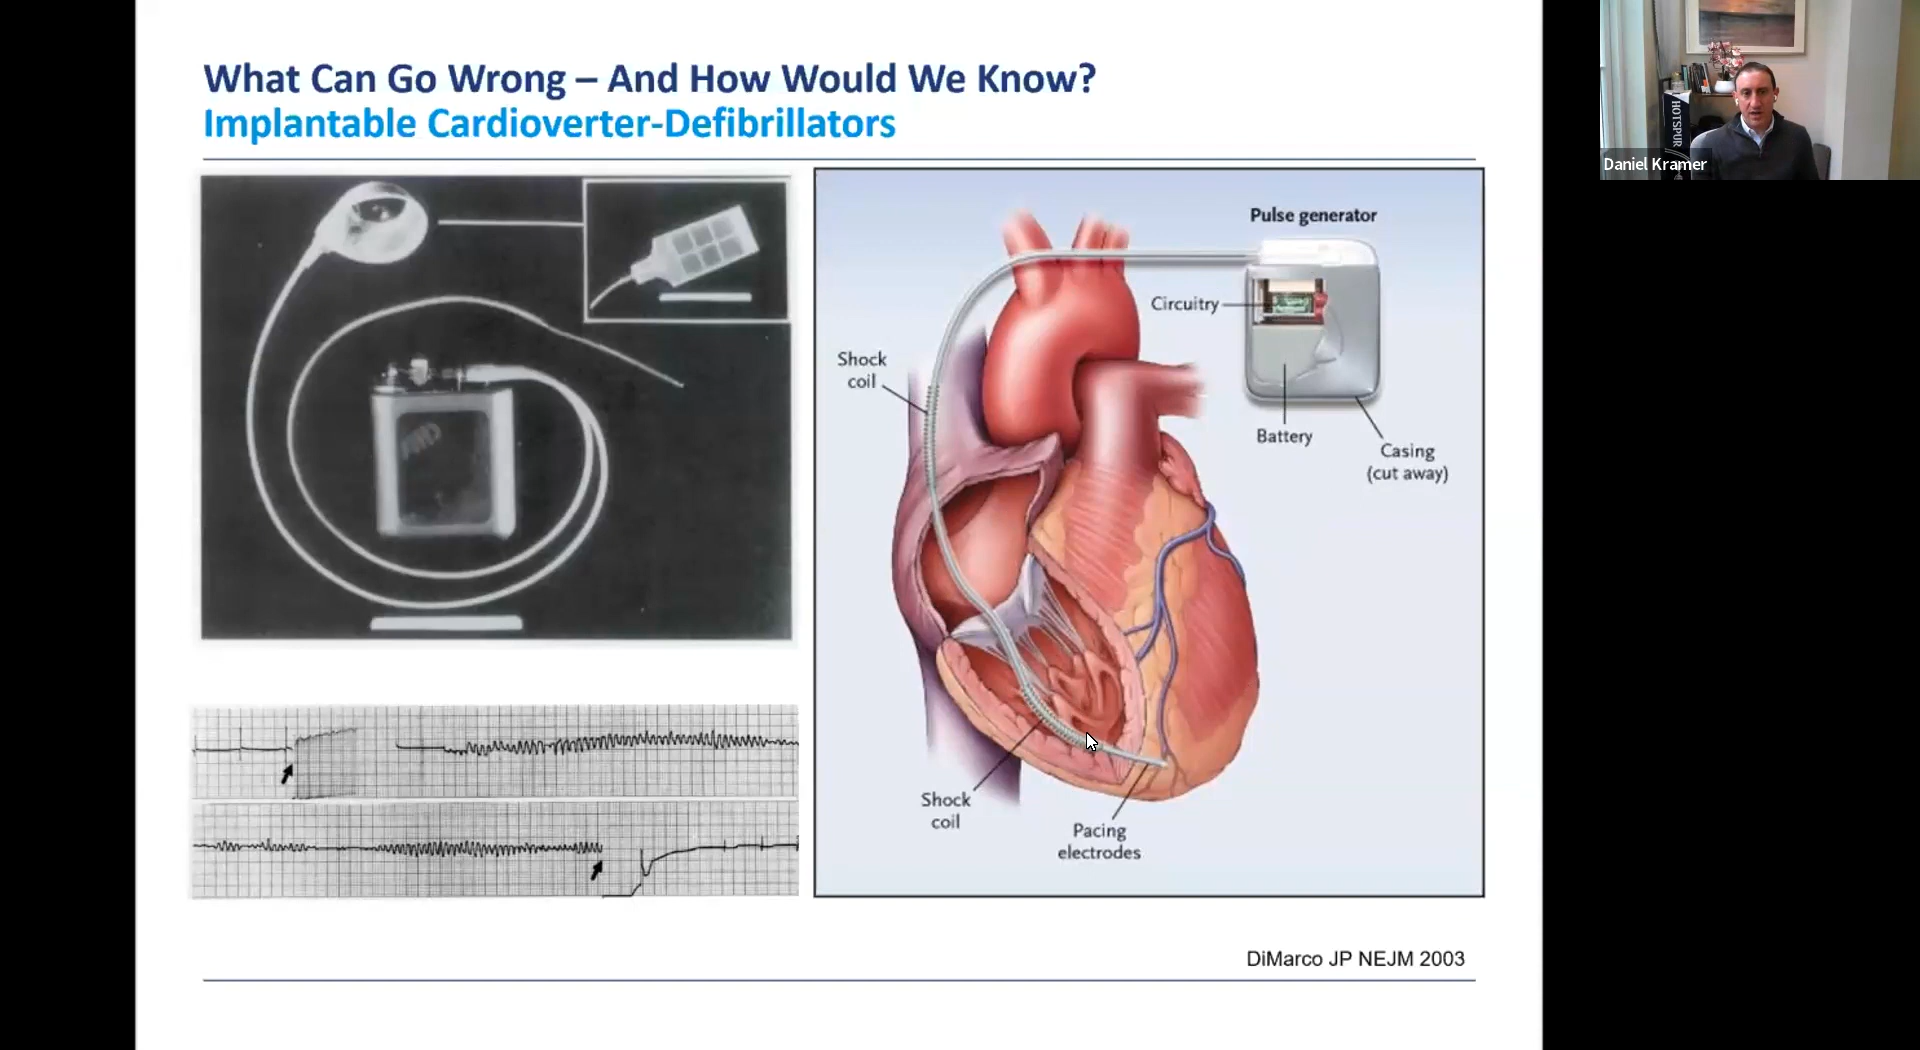 What Can Go Wrong – And How Would We Know?
Implantable Cardioverter-Defibrillators
Pulse generator
Circuitry
Shock
coil
Battery
Casing
(cut away)
Shock
coil
Pacing
electrodes
DiMarco JP NEJM 2003
HOTSPUR
Daniel Kramer